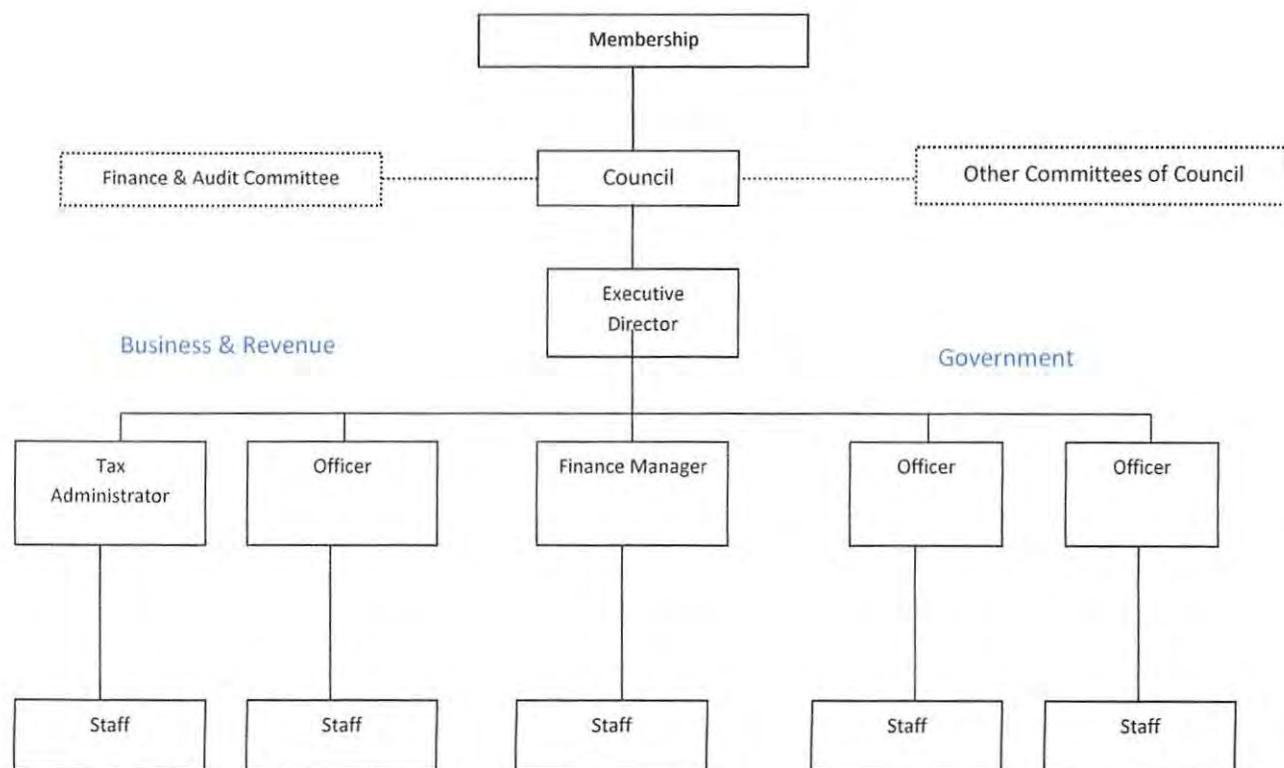 Membership
Finance & Audit Committee
Council
Other Committees of Council
Executive
Director
Business & Revenue
Government
Tax
Administrator
Officer
Finance Manager
Officer
Officer
Staff
Staff
Staff
Staff
Staff